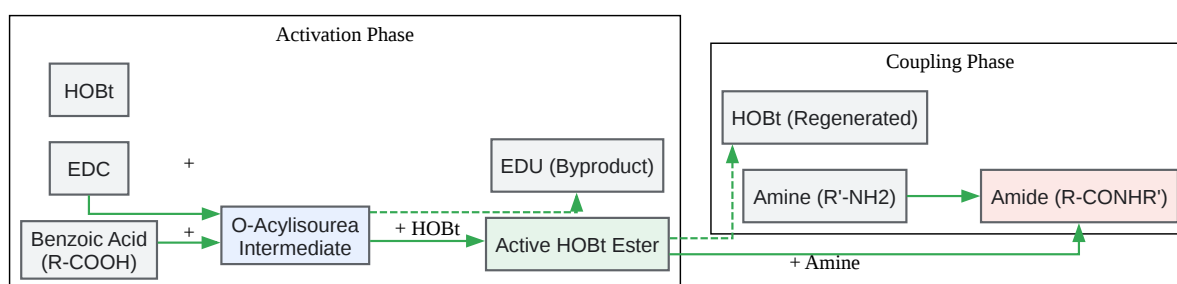 Activation Phase
HOBt
EDC
+
Benzoic Acid
(R-COOH)
+
O-Acylisourea
Intermediate
+ HOBt
EDU (Byproduct)
Active HOBt Ester
Coupling Phase
HOBt (Regenerated)
Amine (R'-NH2)
Amide (R-CONHR')
+ Amine